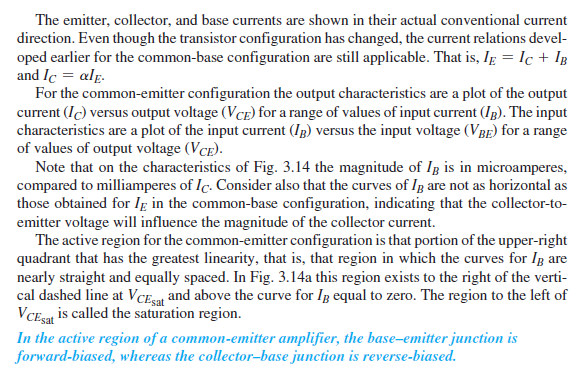 The emitter, collector, and base currents are shown in their actual conventional current
direction. Even though the transistor configuration has changed, the current relations devel-
oped earlier for the common-base configuration are still applicable. That is, I_E = I_C + I_B
and I_C = αI_E.
For the common-emitter configuration the output characteristics are a plot of the output
current (I_C) versus output voltage (V_CE) for a range of values of input current (I_B). The input
characteristics are a plot of the input current (I_B) versus the input voltage (V_BE) for a range
of values of output voltage (V_CE).
Note that on the characteristics of Fig. 3.14 the magnitude of I_B is in microamperes,
compared to milliamperes of I_C. Consider also that the curves of I_B are not as horizontal as
those obtained for I_E in the common-base configuration, indicating that the collector-to-
emitter voltage will influence the magnitude of the collector current.
The active region for the common-emitter configuration is that portion of the upper-right
quadrant that has the greatest linearity, that is, that region in which the curves for I_B are
nearly straight and equally spaced. In Fig. 3.14a this region exists to the right of the verti-
cal dashed line at V_CEsat and above the curve for I_B equal to zero. The region to the left of
V_CEsat is called the saturation region.
In the active region of a common-emitter amplifier, the base–emitter junction is
forward-biased, whereas the collector–base junction is reverse-biased.